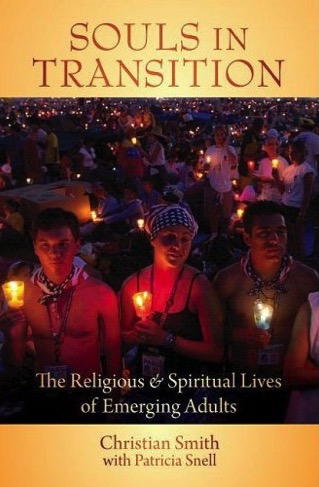 SOULS IN
TRANSITION
The Religious & Spiritual Lives
of Emerging Adults
Christian Smith
with Patricia Snell